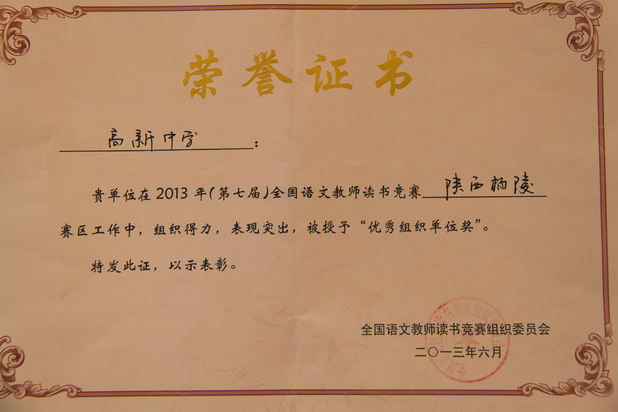 荣誉证书
高新中学：
贵单位在2013年(第七届)全国语文教师读书竞赛 陕西杨陵
赛区工作中，组织得力，表现突出，被授予“优秀组织单位奖”。
特发此证，以示表彰。
全国语文教师读书竞赛组织委员会
二〇一三年六月